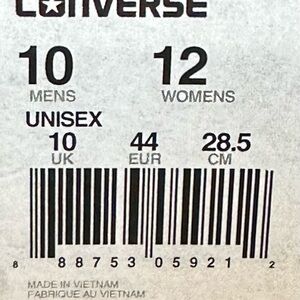 CONVERSE
10 12
MENS WOMENS
UNISEX
10 44 28.5
UK EUR CM
8 88753 05921 2
MADE IN VIETNAM
FABRIQUE AU VIETNAM